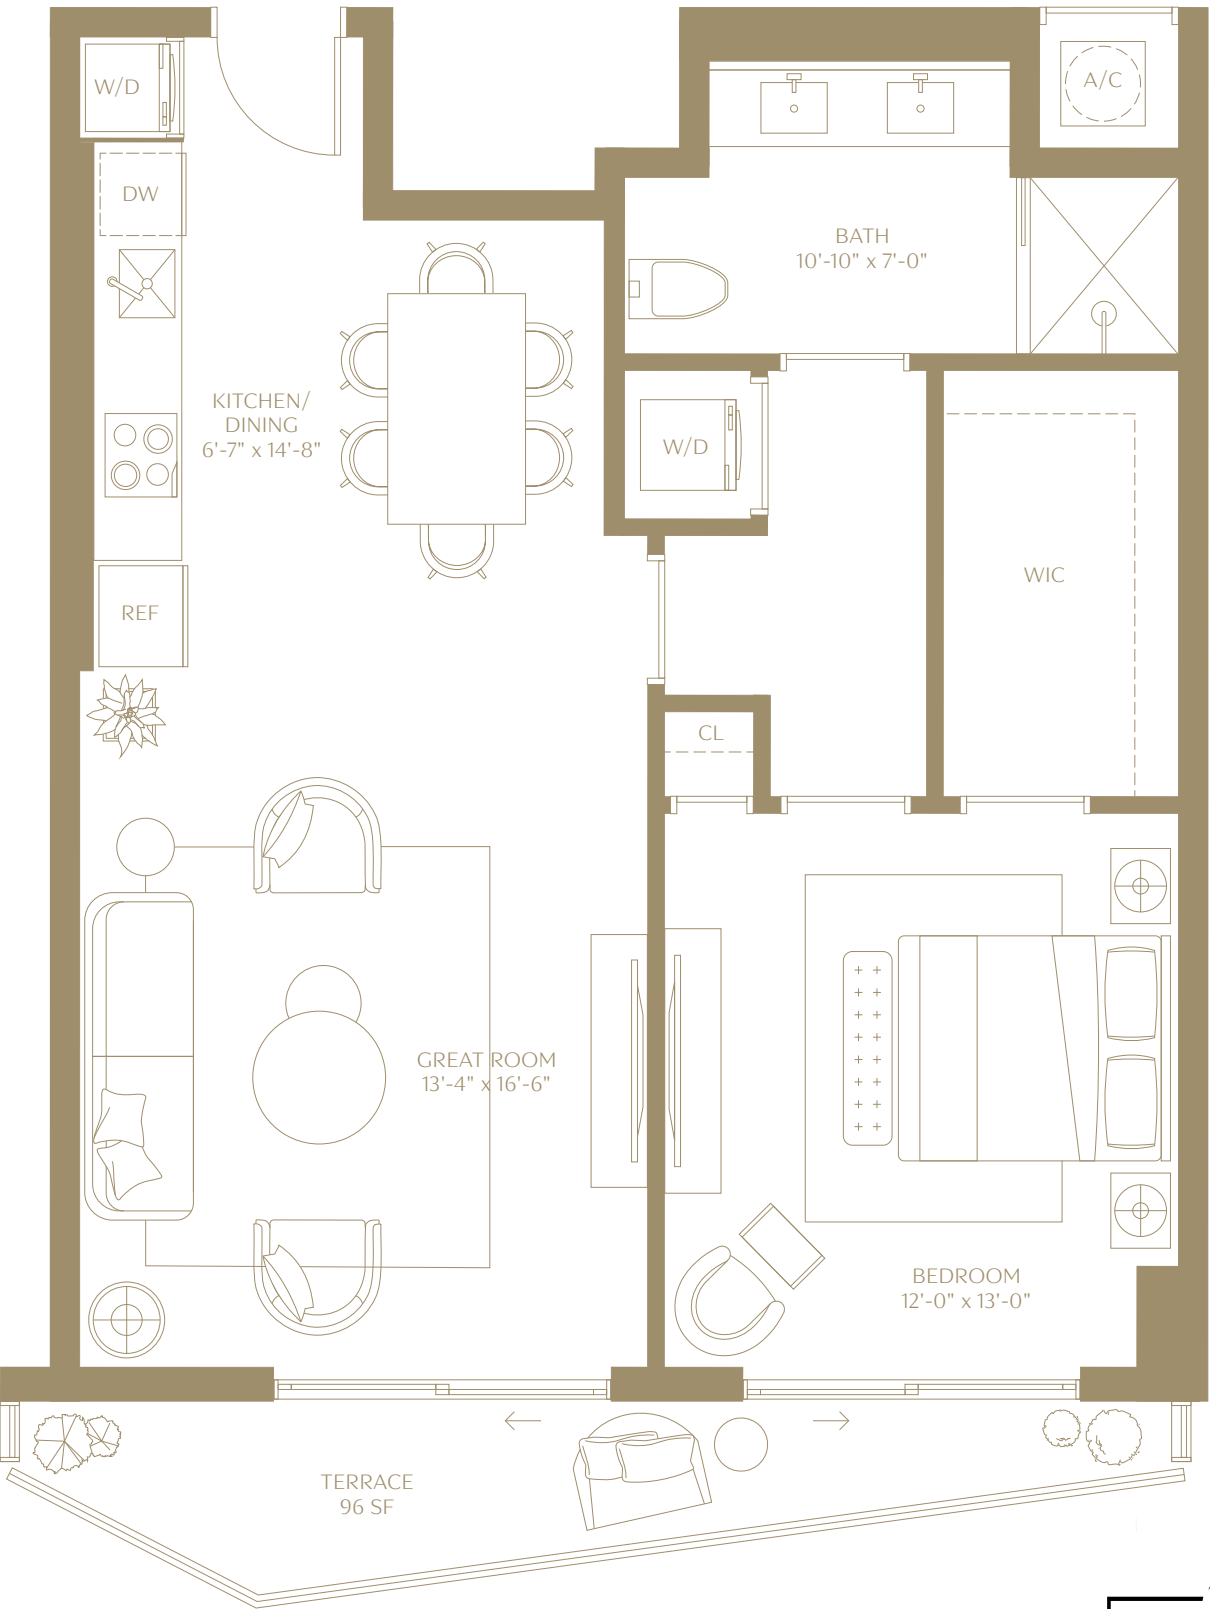 W/D
A/C
DW
BATH
10'-10" x 7'-0"
KITCHEN/
DINING
6'-7" x 14'-8"
W/D
WIC
REF
CL
GREAT ROOM
13'-4" x 16'-6"
BEDROOM
12'-0" x 13'-0"
TERRACE
96 SF